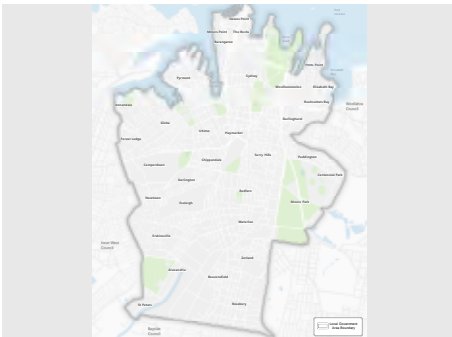 Dawes Point
Millers Point
The Rocks
Barangaroo
Sydney
Potts Point
Pyrmont
Woolloomooloo
Elizabeth Bay
Rushcutters Bay
Annandale
Woollahra
Council
Darlinghurst
Glebe
Ultimo
Haymarket
Forest Lodge
Surry Hills
Paddington
Chippendale
Camperdown
Centennial Park
Darlington
Redfern
Newtown
Eveleigh
Moore Park
Waterloo
Erskineville
Inner West
Council
Zetland
Alexandria
Beaconsfield
St Peters
Rosebery
Bayside
Council
Local Government
Area Boundary